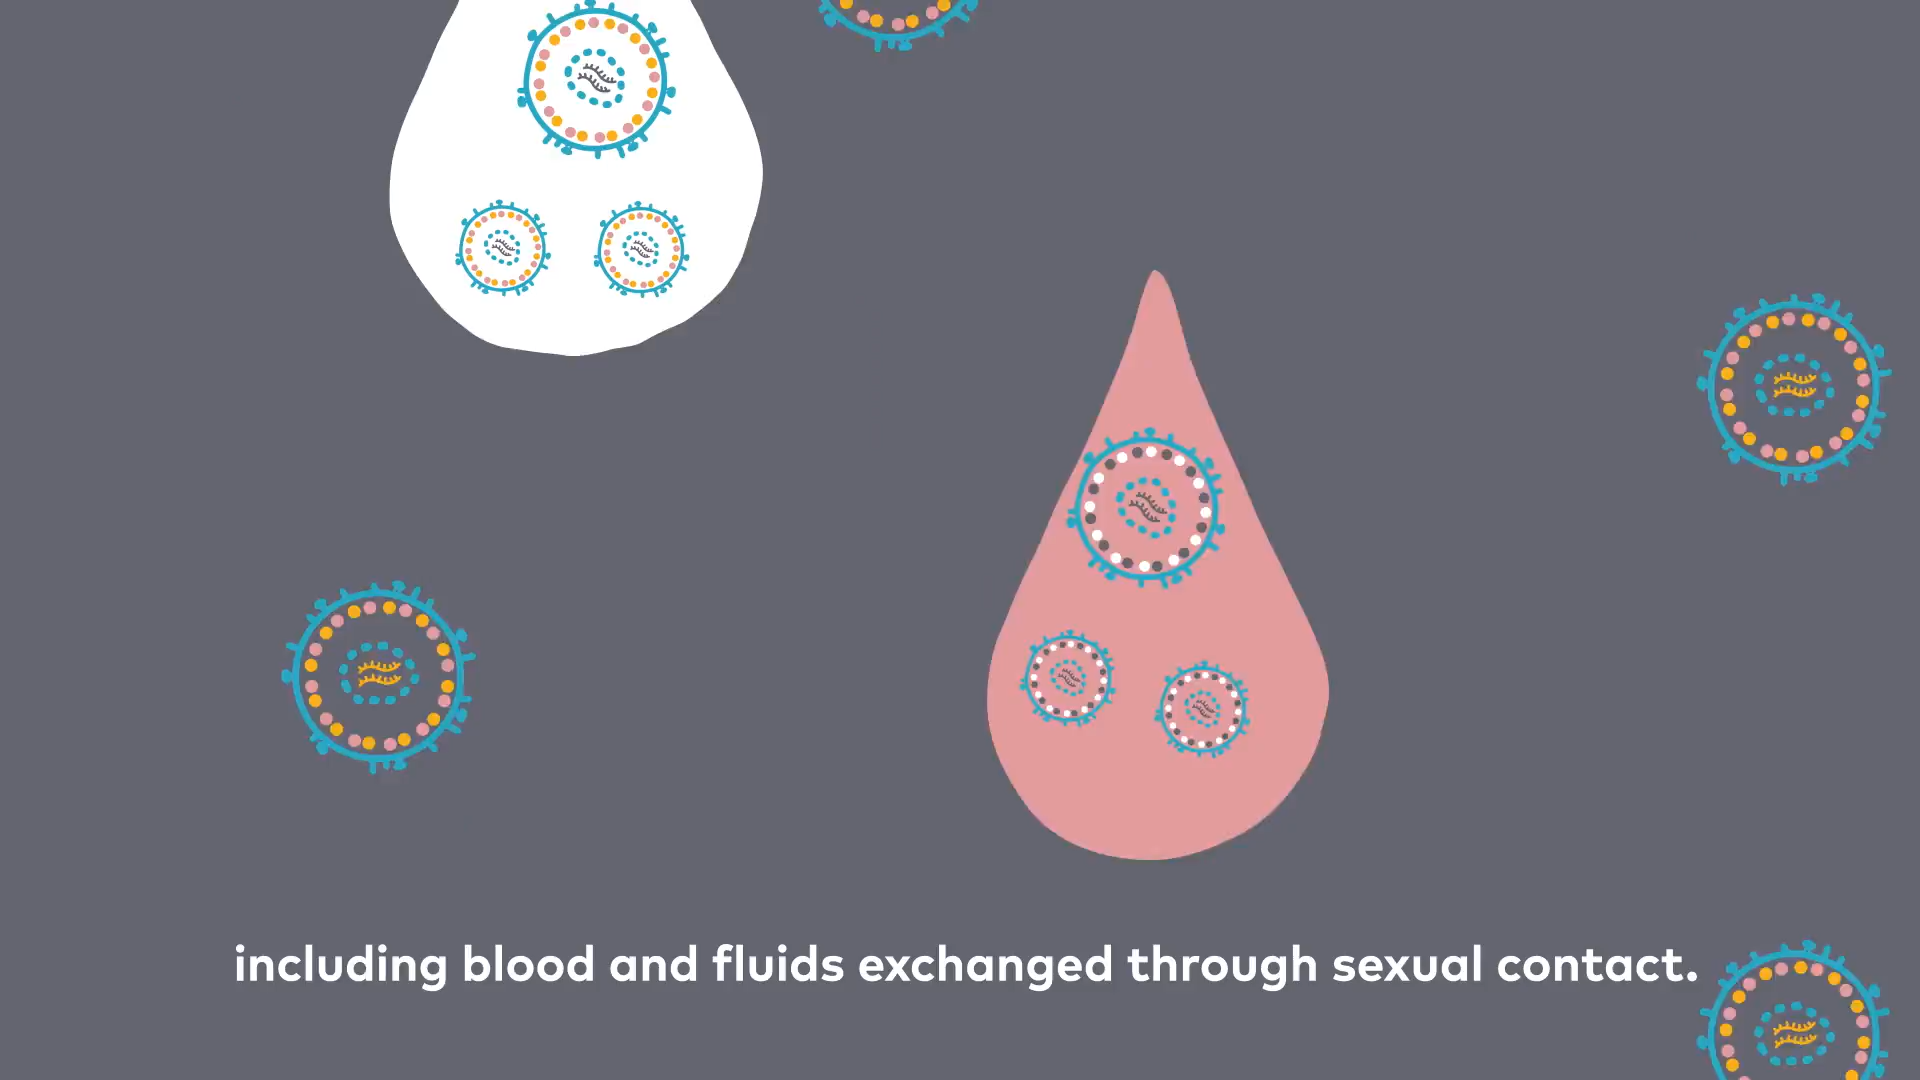 including blood and fluids exchanged through sexual contact.